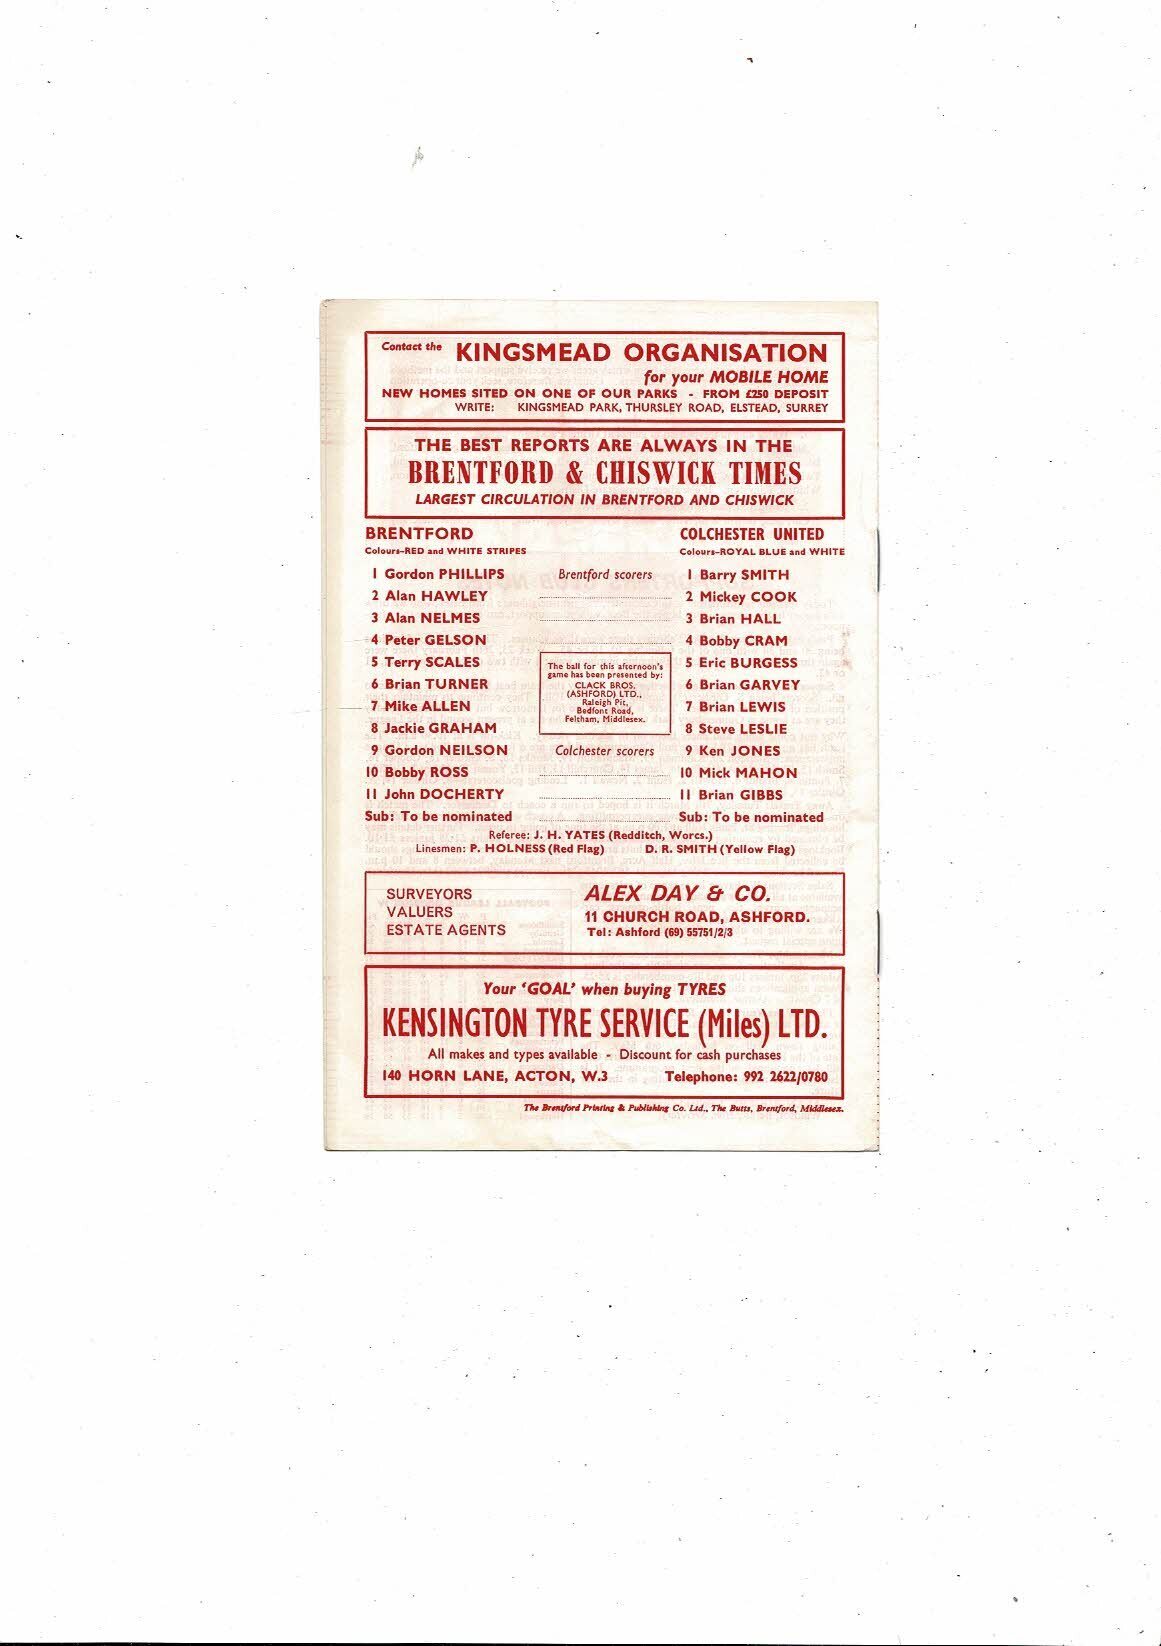 Contact the KINGSMEAD ORGANISATION
for your MOBILE HOME
NEW HOMES SITED ON ONE OF OUR PARKS - FROM £250 DEPOSIT
WRITE: KINGSMEAD PARK, THURSLEY ROAD, ELSTEAD, SURREY
THE BEST REPORTS ARE ALWAYS IN THE
BRENTFORD & CHISWICK TIMES
LARGEST CIRCULATION IN BRENTFORD AND CHISWICK
BRENTFORD
Colours-RED and WHITE STRIPES
1 Gordon PHILLIPS
2 Alan HAWLEY
3 Alan NELMES
4 Peter GELSON
5 Terry SCALES
6 Brian TURNER
7 Mike ALLEN
8 Jackie GRAHAM
9 Gordon NEILSON
10 Bobby ROSS
11 John DOCHERTY
Sub: To be nominated
Brentford scorers
The ball for this afternoon's
game has been presented by:
CLACK BROS.
(ASHFORD) LTD.,
Raleigh Pit,
Bedfont Road,
Feltham, Middlesex.
Colchester scorers
COLCHESTER UNITED
Colours-ROYAL BLUE and WHITE
1 Barry SMITH
2 Mickey COOK
3 Brian HALL
4 Bobby CRAM
5 Eric BURGESS
6 Brian GARVEY
7 Brian LEWIS
8 Steve LESLIE
9 Ken JONES
10 Mick MAHON
11 Brian GIBBS
Sub: To be nominated
Referee: J. H. YATES (Redditch, Worcs.)
Linesmen: P. HOLNESS (Red Flag) D. R. SMITH (Yellow Flag)
SURVEYORS
VALUERS
ESTATE AGENTS
ALEX DAY & CO.
11 CHURCH ROAD, ASHFORD.
Tel: Ashford (69) 55751/2/3
Your 'GOAL' when buying TYRES
KENSINGTON TYRE SERVICE (Miles) LTD.
All makes and types available - Discount for cash purchases
140 HORN LANE, ACTON, W.3 Telephone: 992 2622/0780
The Brentford Printing & Publishing Co. Ltd., The Butts, Brentford, Middlesex.